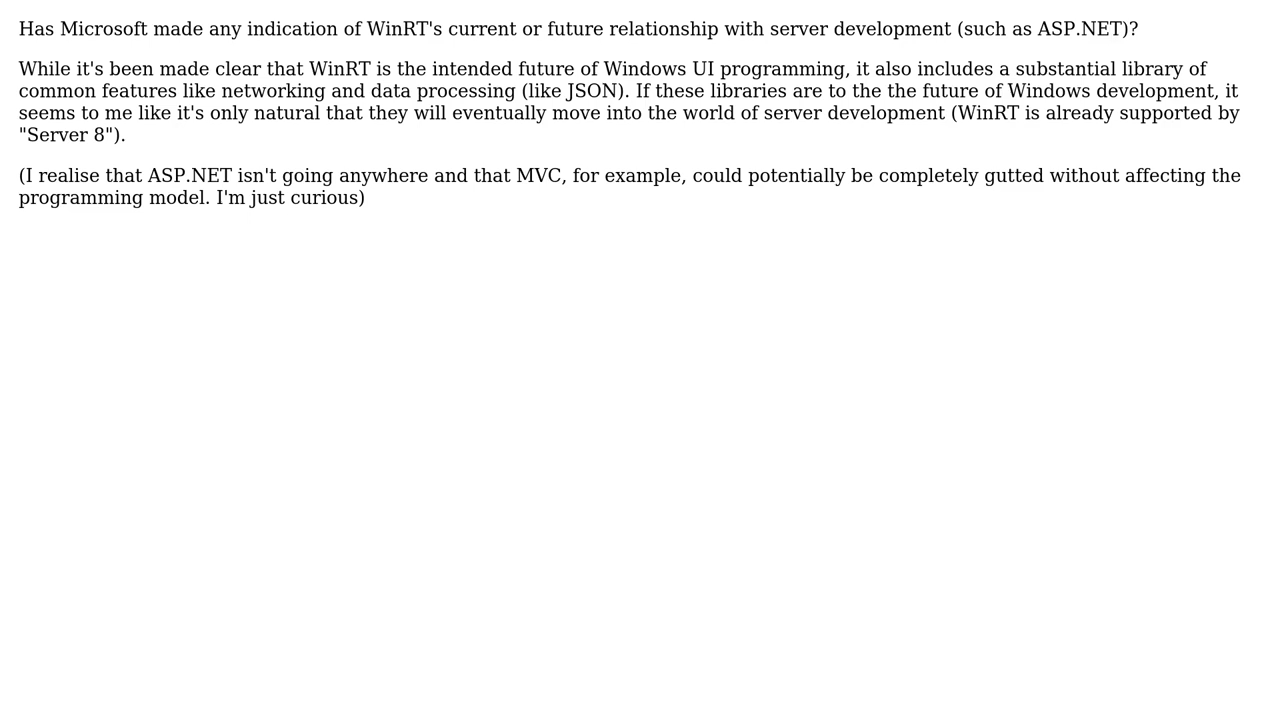 Has Microsoft made any indication of WinRT's current or future relationship with server development (such as ASP.NET)?
While it's been made clear that WinRT is the intended future of Windows UI programming, it also includes a substantial library of
common features like networking and data processing (like JSON). If these libraries are to the the future of Windows development, it
seems to me like it's only natural that they will eventually move into the world of server development (WinRT is already supported by
"Server 8").
(I realise that ASP.NET isn't going anywhere and that MVC, for example, could potentially be completely gutted without affecting the
programming model. I'm just curious)